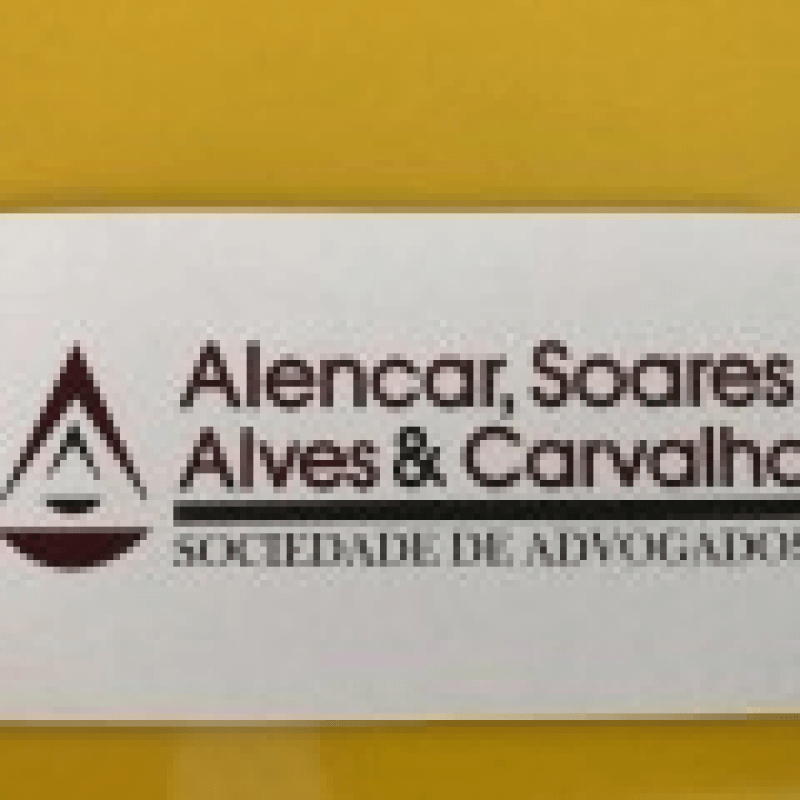 Alencar, Soares
Alves & Carvalho
SOCIEDADE DE ADVOGADOS